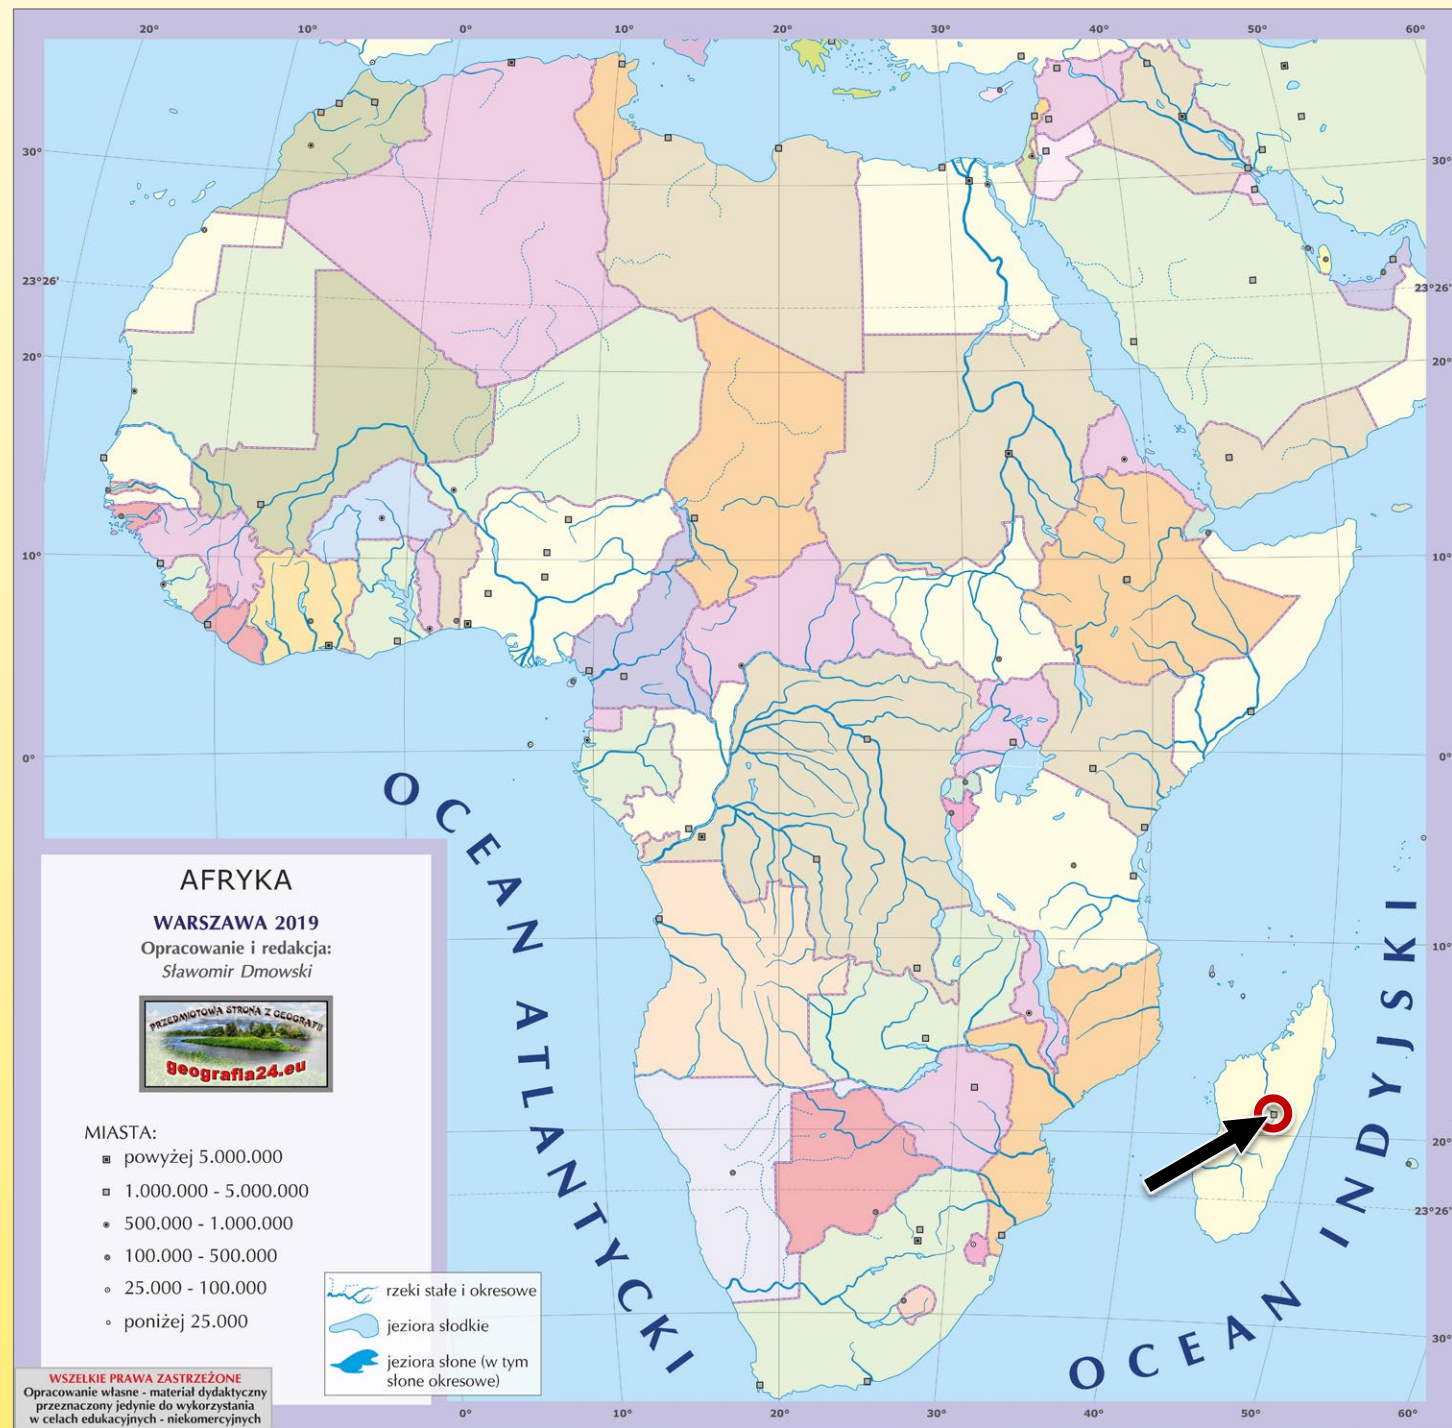 20° 10° 0° 10° 20° 30° 40° 50° 60°
30° 30°
23°26' 23°26'
20° 20°
10° 10°
0° 0°
10°
20°
23°26'
30°
OCEAN ATLANTYCKI
OCEAN INDYJSKI
AFRYKA
WARSZAWA 2019
Opracowanie i redakcja:
Sławomir Dmowski
PRZEDMIOTOWA STRONA Z GEOGRAFII
geografia24.eu
MIASTA:
powyżej 5.000.000
1.000.000 - 5.000.000
500.000 - 1.000.000
100.000 - 500.000
25.000 - 100.000
poniżej 25.000
rzeki stałe i okresowe
jeziora słodkie
jeziora słone (w tym
słone okresowe)
WSZELKIE PRAWA ZASTRZEŻONE
Opracowanie własne - materiał dydaktyczny
przeznaczony jedynie do wykorzystania
w celach edukacyjnych - niekomercyjnych
0° 10° 20° 30° 40° 50° 60°